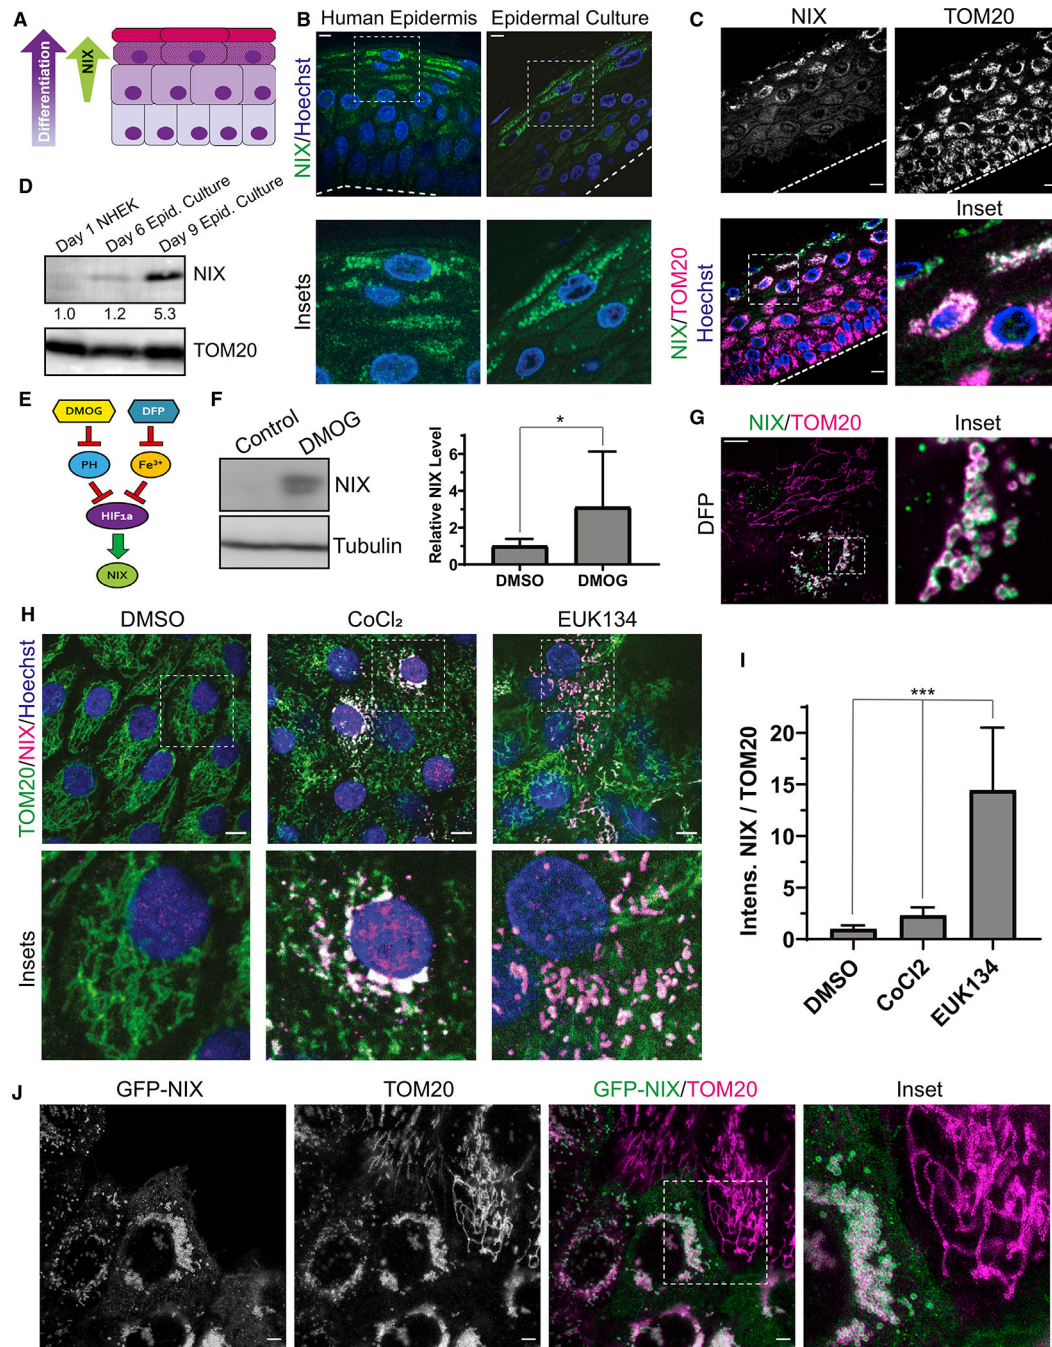 A
Differentiation
NIX
B
Human Epidermis
Epidermal Culture
NIX/Hoechst
Insets
C
NIX
TOM20
NIX/TOM20
Hoechst
Inset
D
Day 1 NHEK
Day 6 Epid. Culture
Day 9 Epid. Culture
NIX
1.0 1.2 5.3
TOM20
E
DMOG
DFP
PH
Fe³⁺
HIF1a
NIX
F
Control
DMOG
NIX
Tubulin
Relative NIX Level
*
6
4
2
0
DMSO
DMOG
G
NIX/TOM20
Inset
DFP
H
DMSO
CoCl₂
EUK134
TOM20/NIX/Hoechst
Insets
I
Intens. NIX / TOM20
***
20
15
10
5
0
DMSO
CoCl2
EUK134
J
GFP-NIX
TOM20
GFP-NIX/TOM20
Inset